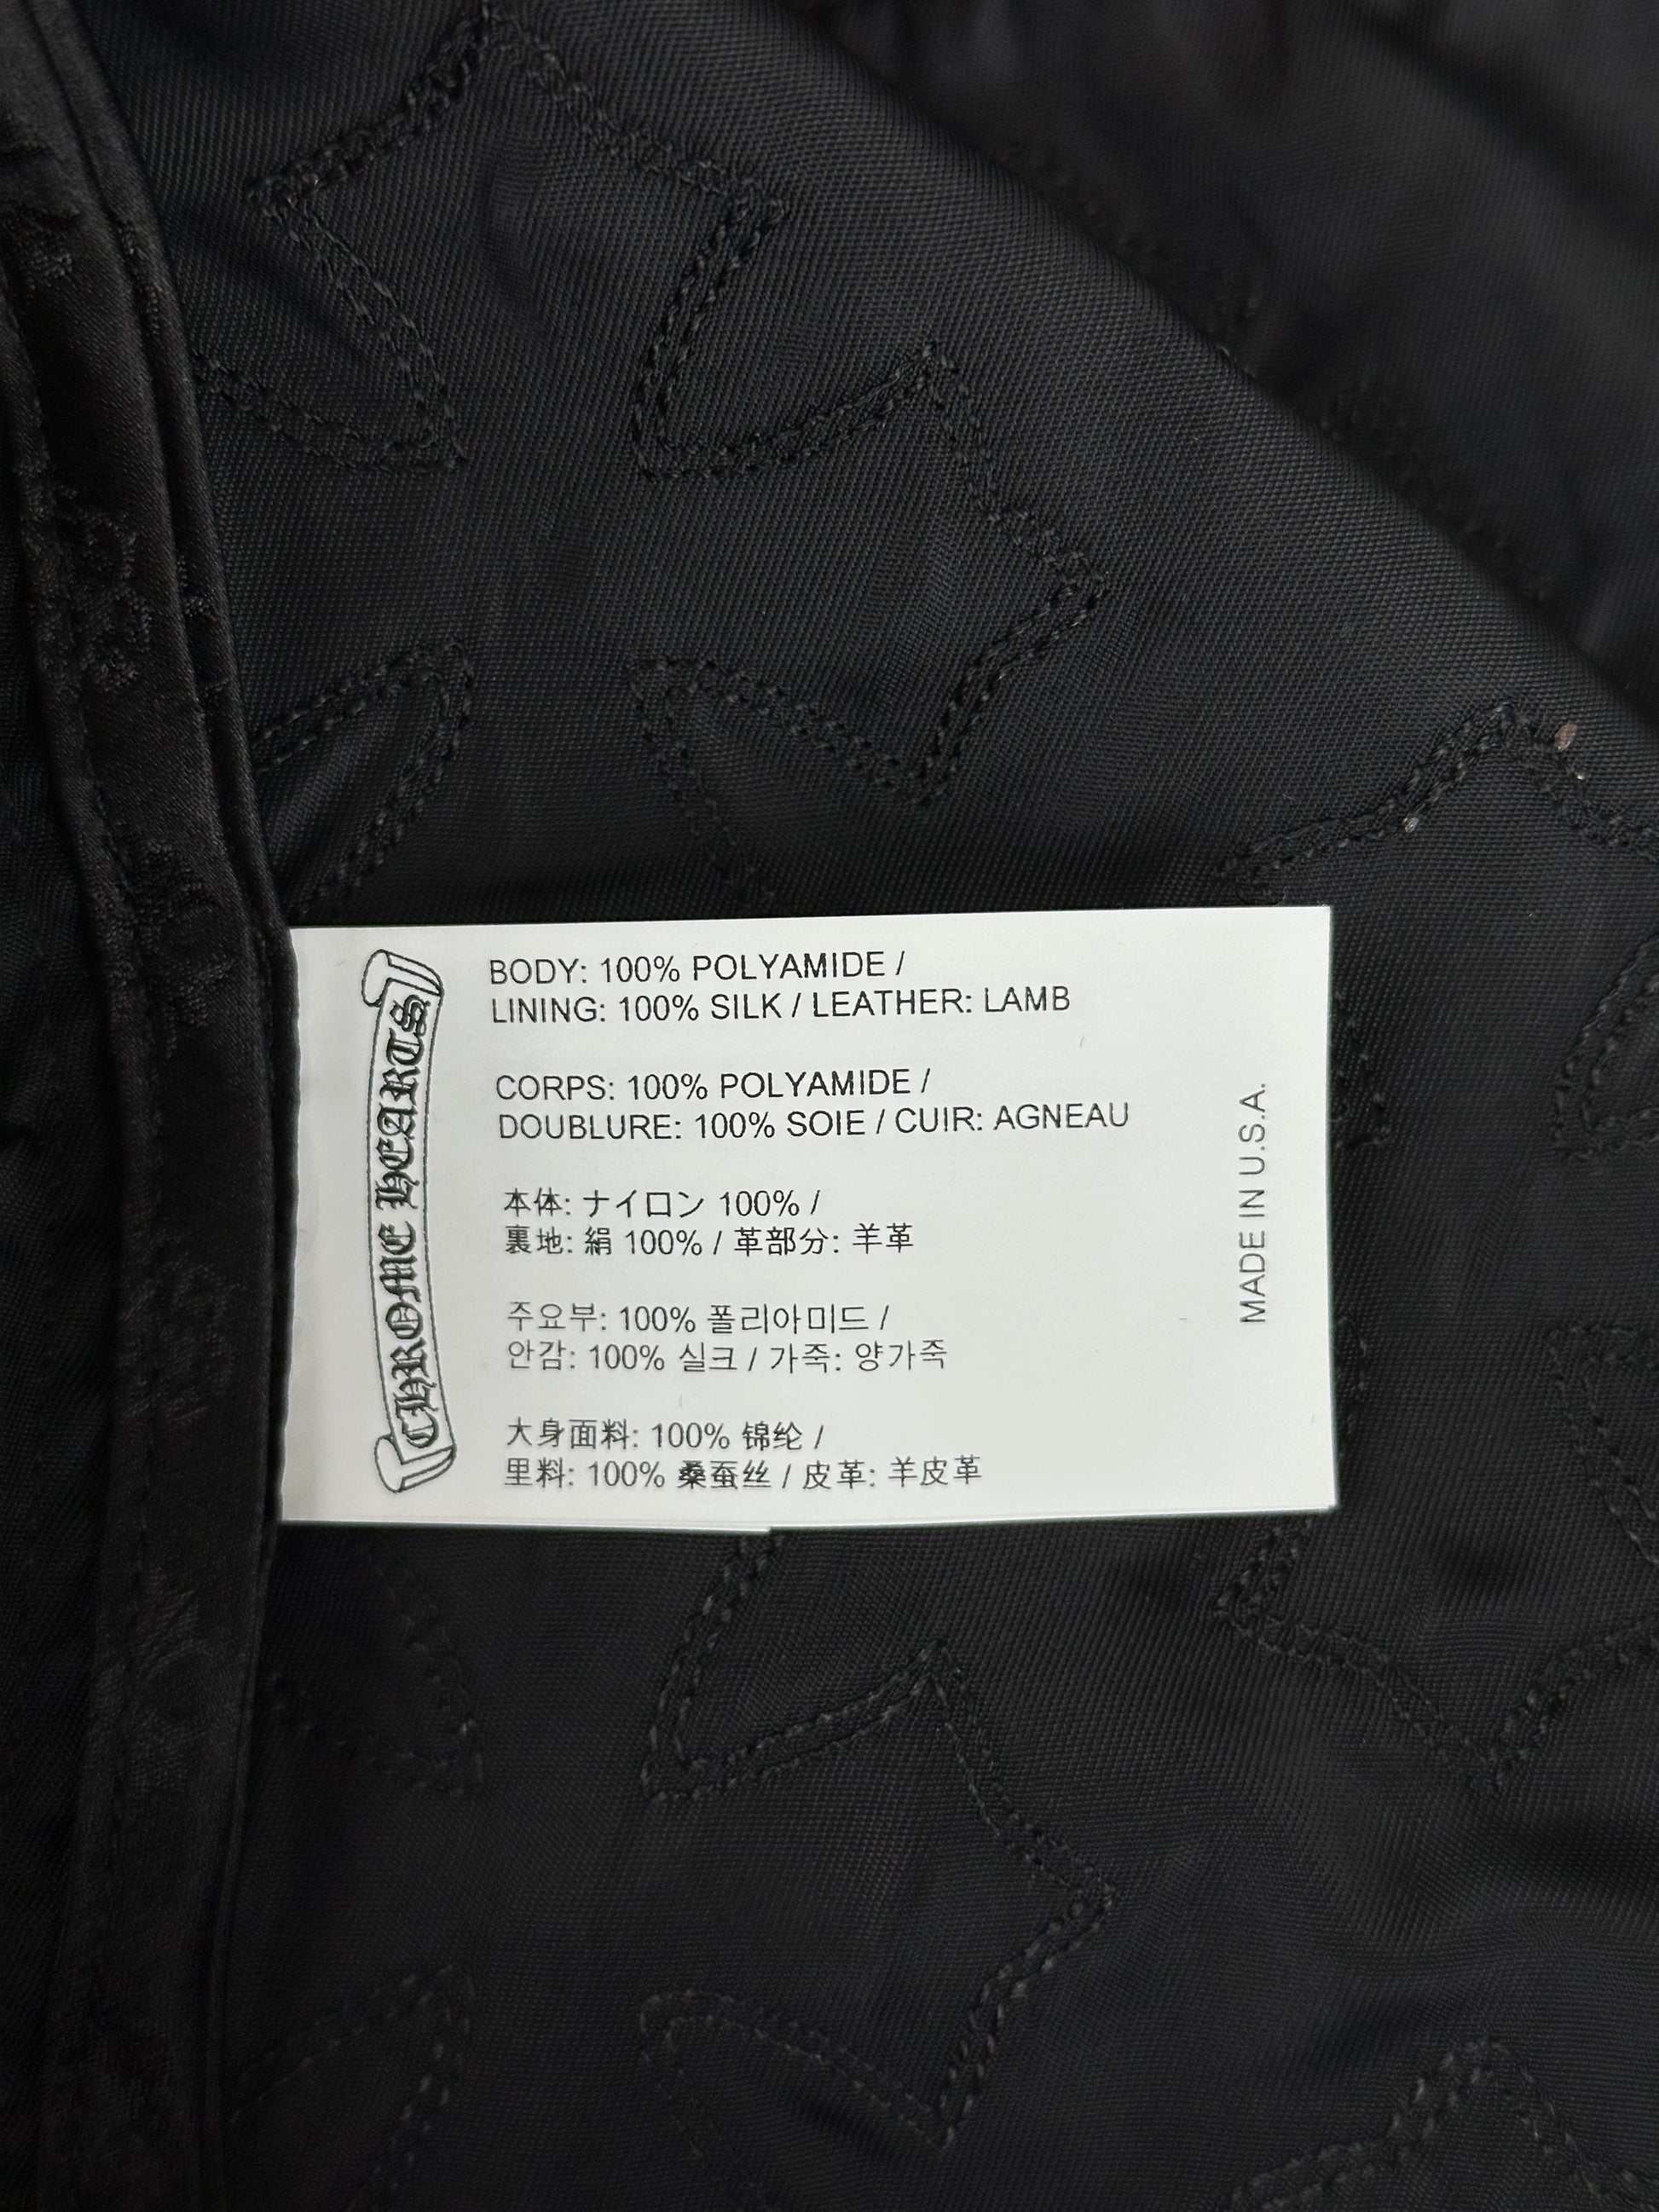 CHROME HEARTS
BODY: 100% POLYAMIDE /
LINING: 100% SILK / LEATHER: LAMB
CORPS: 100% POLYAMIDE /
DOUBLURE: 100% SOIE / CUIR: AGNEAU
本体: ナイロン 100% /
裏地: 絹 100% / 革部分: 羊革
주요부: 100% 폴리아미드 /
안감: 100% 실크 / 가죽: 양가죽
大身面料: 100% 锦纶 /
里料: 100% 桑蚕丝 / 皮革: 羊皮革
MADE IN U.S.A.